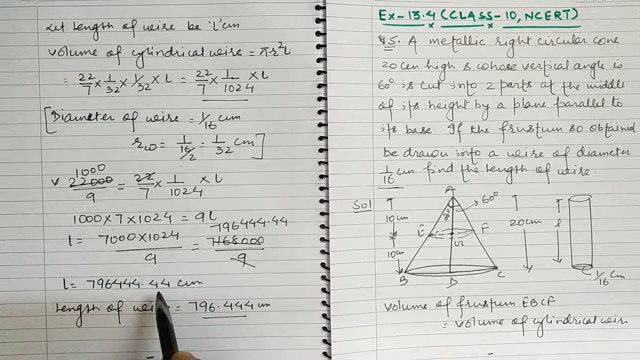 Let Length of wire be 'l' cm
Volume of cylindrical wire = πr²l
= 22/7 × 1/32 × 1/32 × l = 22/7 × 1/1024 × l
[Diameter of wire = 1/16 cm
= 1/16/2 = 1/32 cm]
1000
22000/9 = 22/7 × 1/1024 × l
1000×7×1024 = 9l
796444.44
l = 7000×1024/9 = 7168000/9
l = 796444.44 cm
Length of = 796.444 m
Ex-13.4 (CLASS-10, NCERT)
Q5. A metallic right circular cone
20cm high & whose vertical angle is
60° is cut into 2 parts at the middle
of its height by a plane parallel to
its base. If the frustum so obtained
be drawn into a wire of diameter
1/16 cm find the length of wire.
Sol
A
60°
10cm
E
F
G
20cm
l
10cm
B
D
C
1/16 cm
Volume of frustum EBCF
= Volume of cylindrical wire